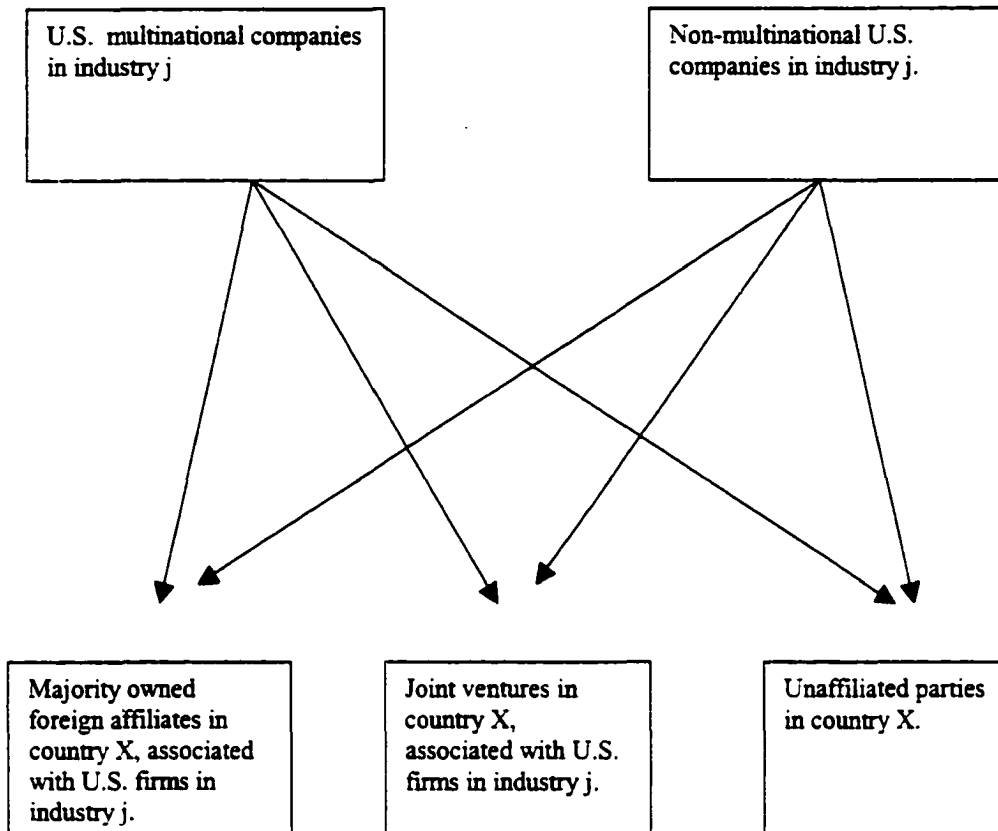 U.S. multinational companies
in industry j
Non-multinational U.S.
companies in industry j.
Majority owned
foreign affiliates in
country X, associated
with U.S. firms in
industry j.
Joint ventures in
country X,
associated with U.S.
firms in industry j.
Unaffiliated parties
in country X.